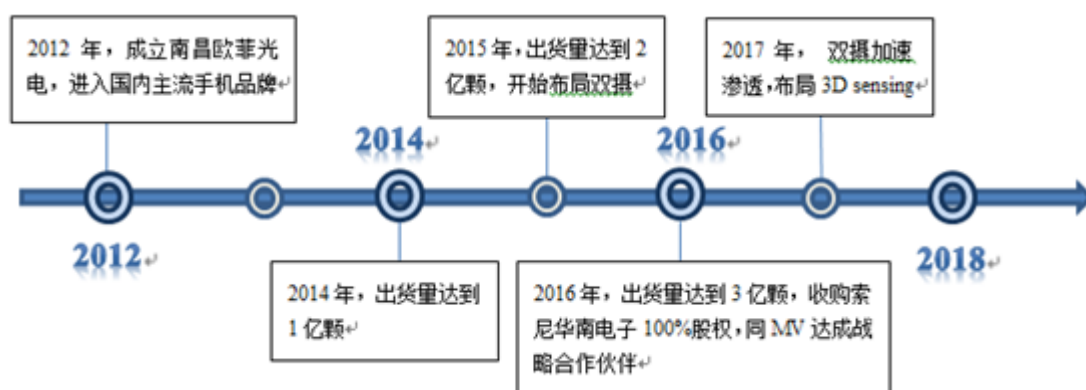 2012 年，成立南昌欧菲光
电，进入国内主流手机品牌
2015 年，出货量达到 2
亿颗，开始布局双摄
2017 年， 双摄加速
渗透，布局 3D sensing
2014
2016
2012
2018
2014 年，出货量达到
1 亿颗
2016 年，出货量达到 3 亿颗，收购索
尼华南电子 100%股权，同 MV 达成战
略合作伙伴